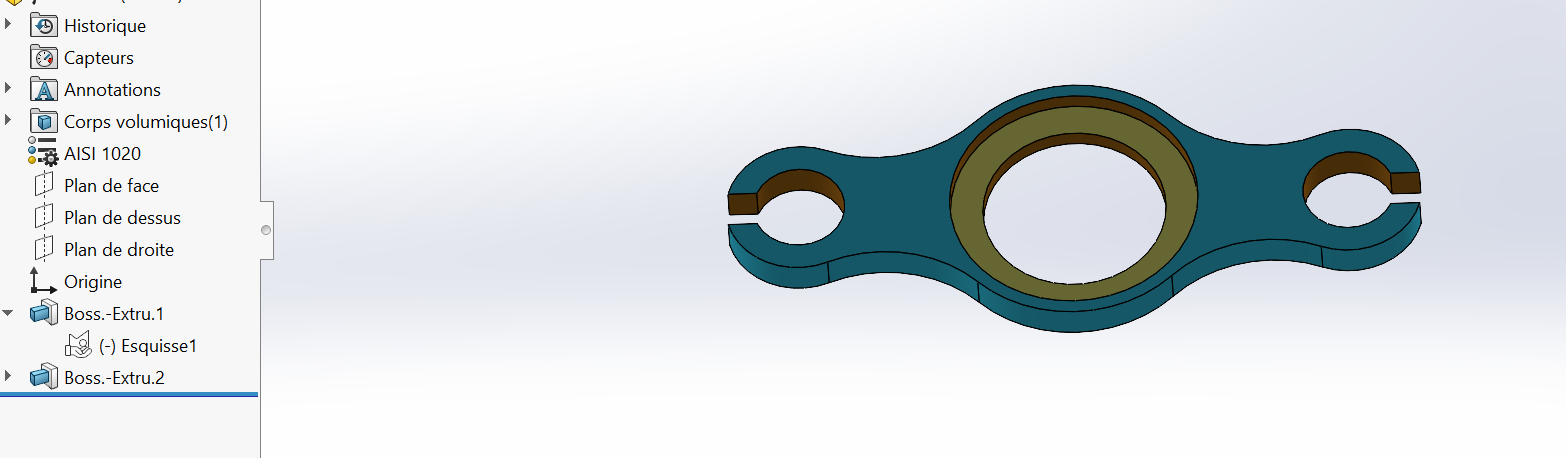 Historique
Capteurs
Annotations
Corps volumiques(1)
AISI 1020
Plan de face
Plan de dessus
Plan de droite
Origine
Boss.-Extru.1
(-) Esquisse1
Boss.-Extru.2